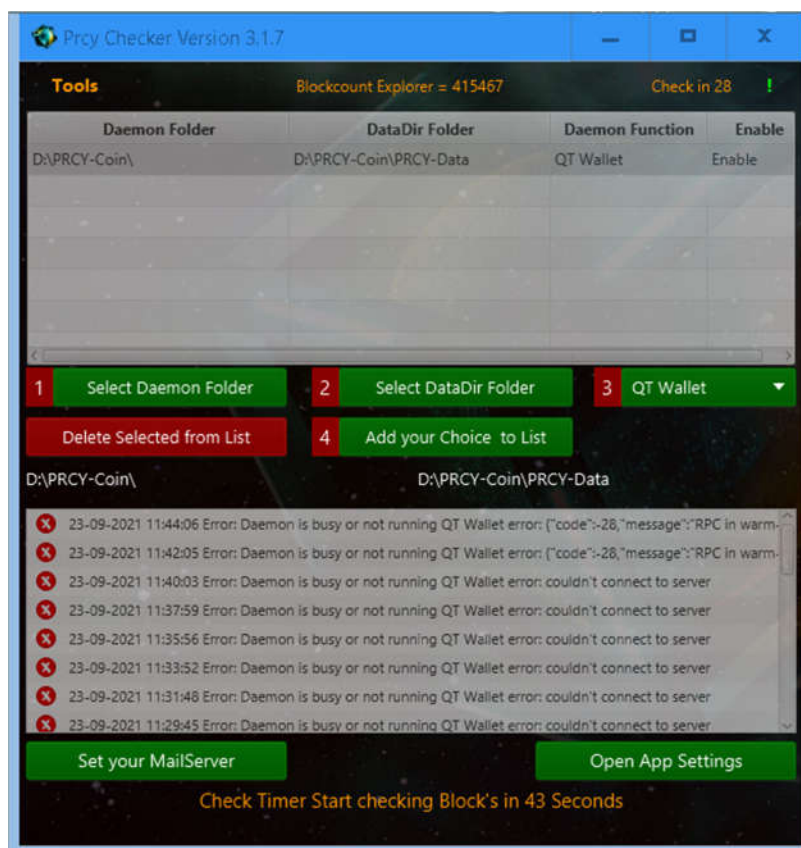 Prcy Checker Version 3.1.7
Tools Blockcount Explorer = 415467 Check in 28 !
Daemon Folder DataDir Folder Daemon Function Enable
D:\PRCY-Coin\ D:\PRCY-Coin\PRCY-Data QT Wallet Enable
1 Select Daemon Folder 2 Select DataDir Folder 3 QT Wallet
Delete Selected from List 4 Add your Choice to List
D:\PRCY-Coin\ D:\PRCY-Coin\PRCY-Data
23-09-2021 11:44:06 Error: Daemon is busy or not running QT Wallet error: {"code":-28,"message":"RPC in warm-
23-09-2021 11:42:05 Error: Daemon is busy or not running QT Wallet error: {"code":-28,"message":"RPC in warm-
23-09-2021 11:40:03 Error: Daemon is busy or not running QT Wallet error: couldn't connect to server
23-09-2021 11:37:59 Error: Daemon is busy or not running QT Wallet error: couldn't connect to server
23-09-2021 11:35:56 Error: Daemon is busy or not running QT Wallet error: couldn't connect to server
23-09-2021 11:33:52 Error: Daemon is busy or not running QT Wallet error: couldn't connect to server
23-09-2021 11:31:48 Error: Daemon is busy or not running QT Wallet error: couldn't connect to server
23-09-2021 11:29:45 Error: Daemon is busy or not running QT Wallet error: couldn't connect to server
Set your MailServer Open App Settings
Check Timer Start checking Block's in 43 Seconds